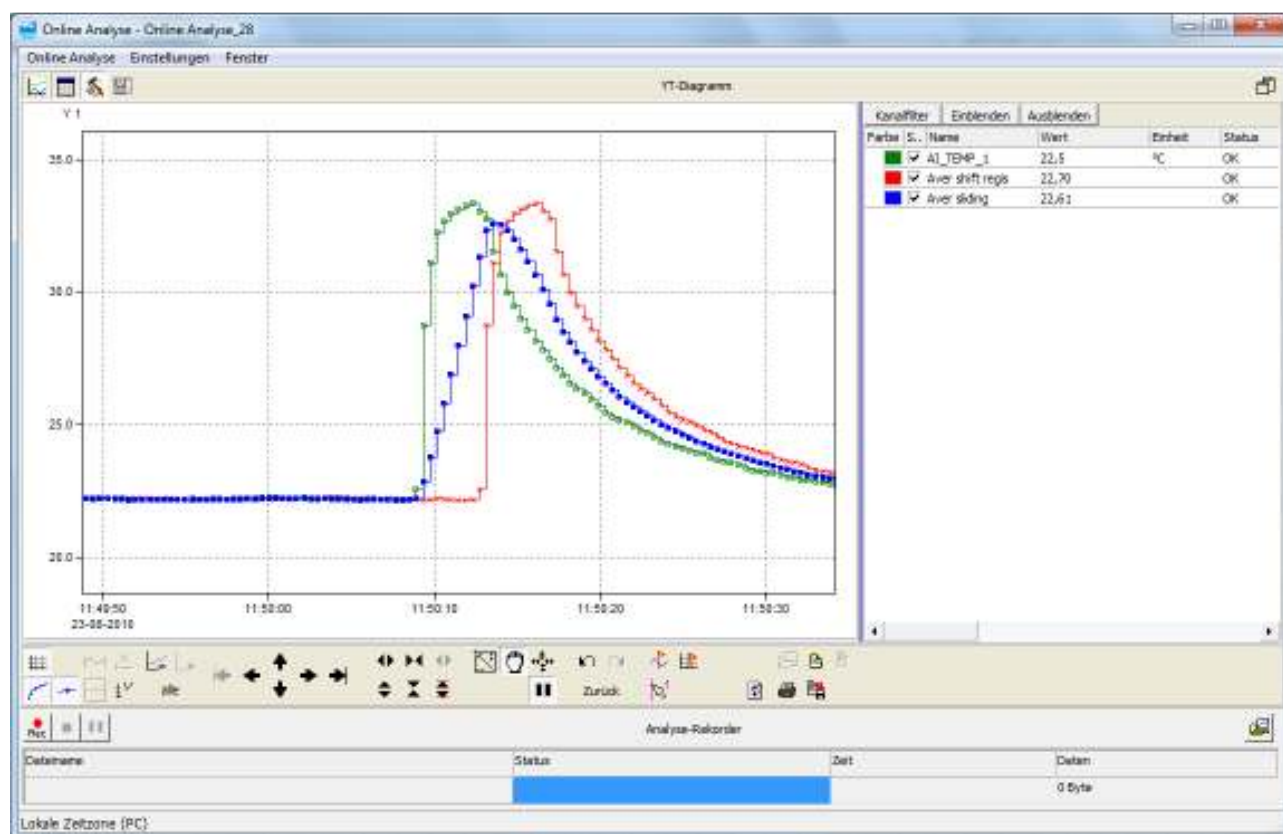 Online Analyse - Online Analyse_28
Online Analyse Einstellungen Fenster
YT-Diagramm
Y 1
Kanalfilter Einblenden Ausblenden
Farbe S.. Name Wert Einheit Status
AI_TEMP_1 22,5 °C OK
Aver shift regis 22,70 OK
Aver sliding 22,61 OK
35.0
30.0
25.0
20.0
11:49:50 11:50:00 11:50:10 11:50:20 11:50:30
23-08-2010
alle
Zurück
Rec
Analyse-Rekorder
Dateiname Status Zeit Daten
0 Byte
Lokale Zeitzone (PC)